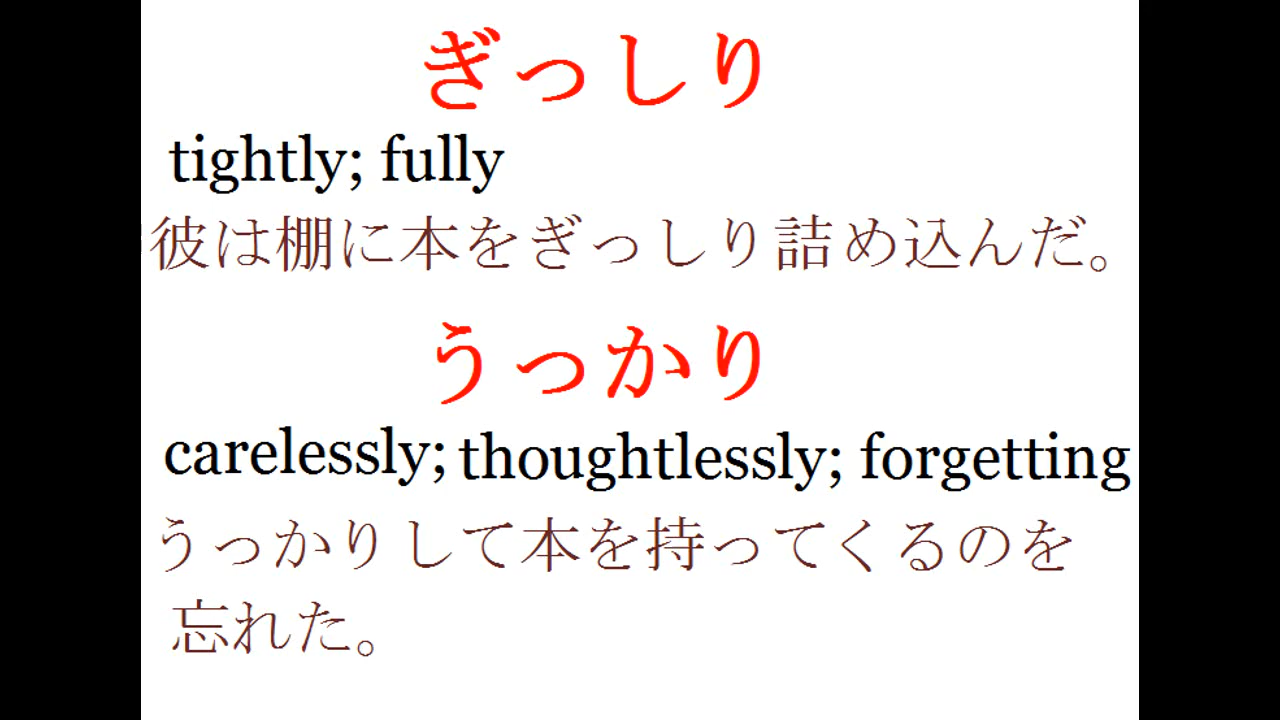 ぎっしり
tightly; fully
彼は棚に本をぎっしり詰め込んだ。
うっかり
carelessly; thoughtlessly; forgetting
うっかりして本を持ってくるのを
忘れた。